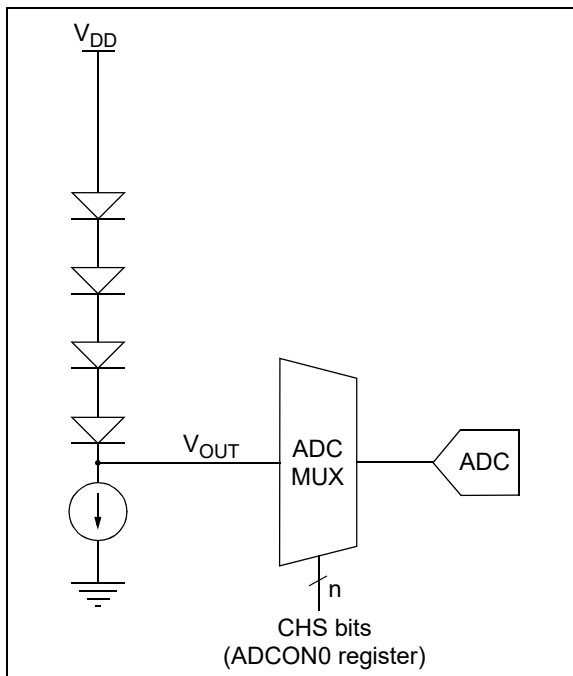 VDD
VOUT
ADC
MUX
ADC
n
CHS bits
(ADCON0 register)